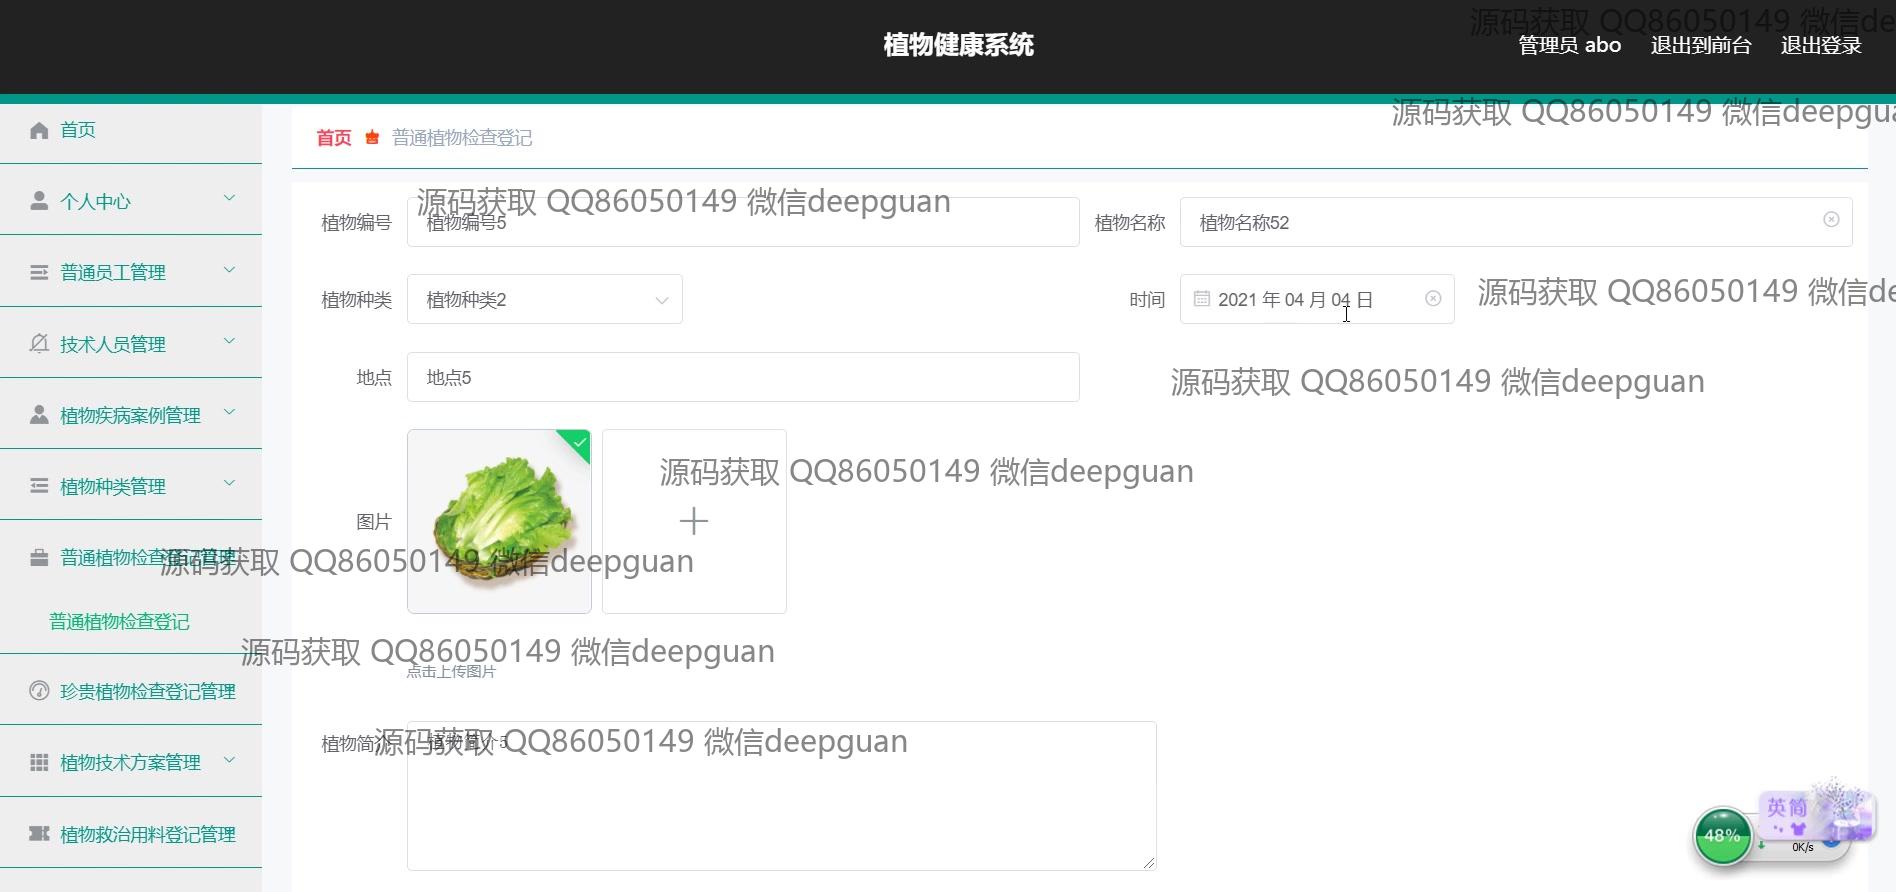 植物健康系统
源码获取 QQ86050149 微信de
管理员 abo 退出到前台 退出登录
源码获取 QQ86050149 微信deepgua
首页
首页 普通植物检查登记
个人中心
源码获取 QQ86050149 微信deepguan
植物编号 植物编号5 植物名称 植物名称52
普通员工管理
植物种类 植物种类2 时间 2021 年 04 月 04 日
源码获取 QQ86050149 微信de
技术人员管理
地点 地点5
源码获取 QQ86050149 微信deepguan
植物疾病案例管理
源码获取 QQ86050149 微信deepguan
植物种类管理
图片
普通植物检查登记管理
源码获取 QQ86050149 微信deepguan
普通植物检查登记
源码获取 QQ86050149 微信deepguan
点击上传图片
珍贵植物检查登记管理
植物简介 植物简介5
源码获取 QQ86050149 微信deepguan
植物技术方案管理
植物救治用料登记管理
英简
48%
0K/s